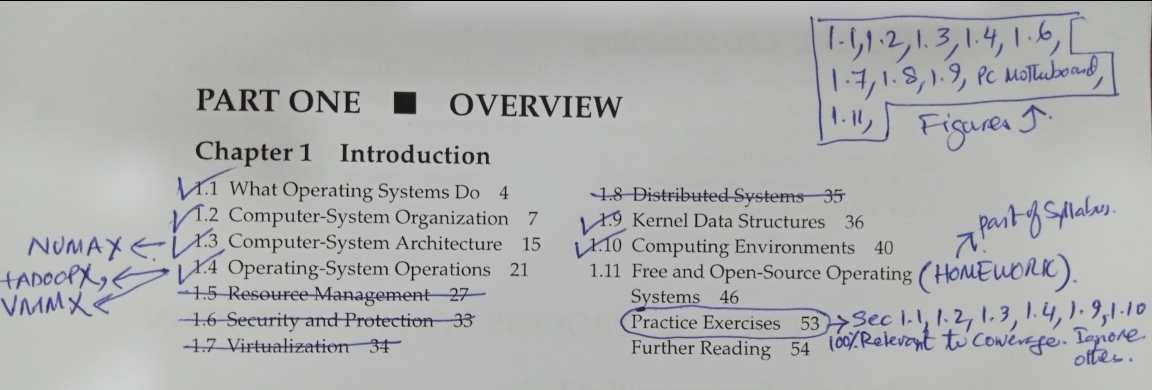 1.1, 1.2, 1.3, 1.4, 1.6,
1.7, 1.8, 1.9, PC Motherboard,
1.11, Figures ↑.
PART ONE ■ OVERVIEW
Chapter 1 Introduction
1.1 What Operating Systems Do 4
1.2 Computer-System Organization 7
NUMAX ← 1.3 Computer-System Architecture 15
HADOOPX, ← 1.4 Operating-System Operations 21
VMMX
1.5 Resource Management 27
1.6 Security and Protection 33
1.7 Virtualization 34
1.8 Distributed Systems 35
1.9 Kernel Data Structures 36
part of Syllabus.
1.10 Computing Environments 40
1.11 Free and Open-Source Operating (HOMEWORK).
Systems 46
Practice Exercises 53 → Sec 1.1, 1.2, 1.3, 1.4, 1.9, 1.10
100% Relevant to Coverage. Ignore
other.
Further Reading 54